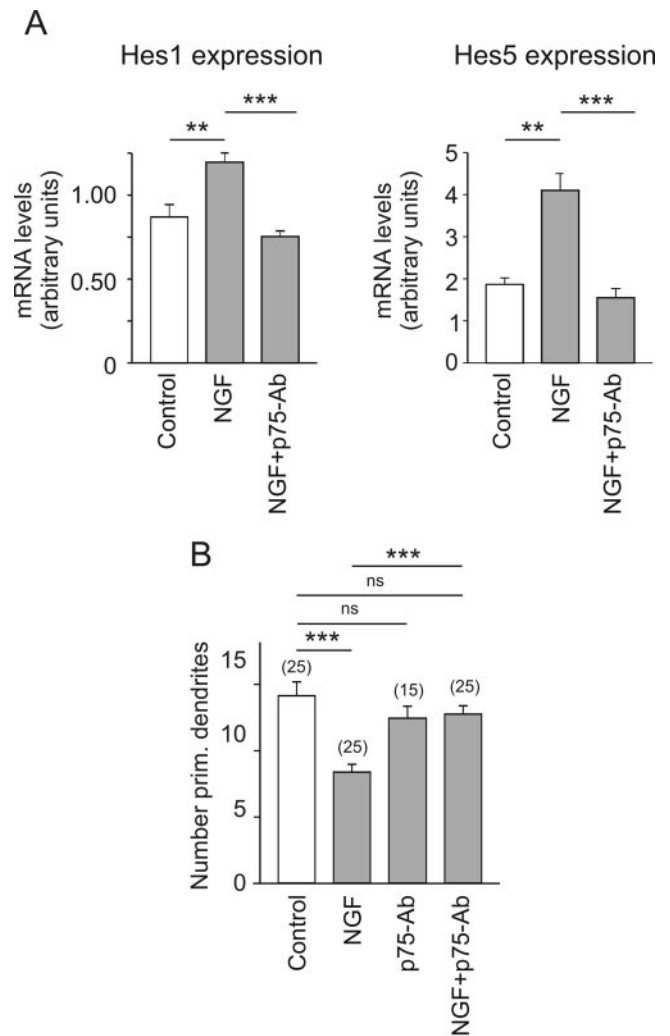 A
Hes1 expression
Hes5 expression
** ***
** ***
mRNA levels
(arbitrary units)
1.00
0.50
0
Control
NGF
NGF+p75-Ab
mRNA levels
(arbitrary units)
5
4
3
2
1
0
Control
NGF
NGF+p75-Ab
B
***
ns
ns
***
Number prim. dendrites
15
10
5
0
(25)
(25)
(15)
(25)
Control
NGF
p75-Ab
NGF+p75-Ab